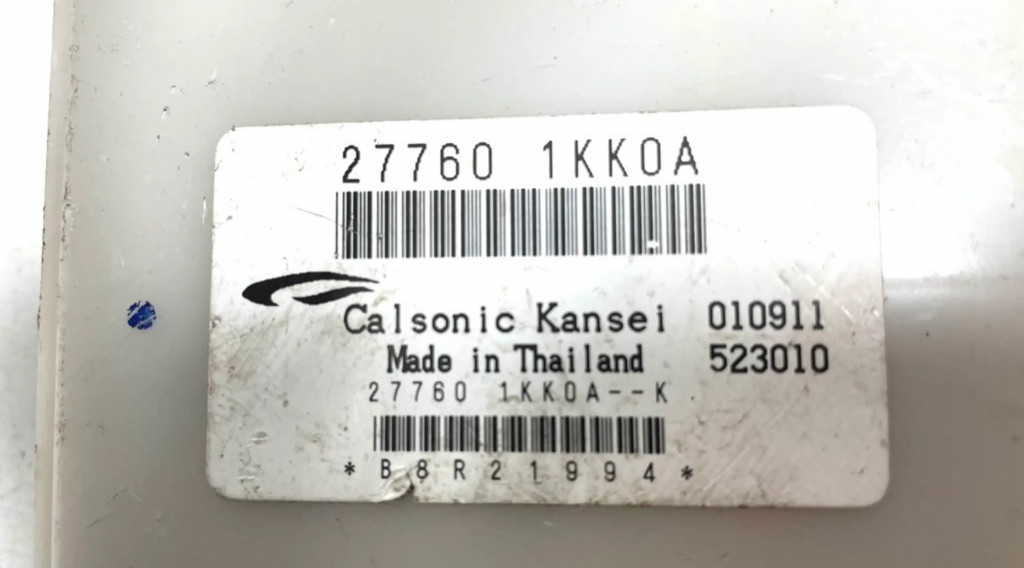 27760 1KK0A
Calsonic Kansei 010911
Made in Thailand 523010
27760 1KK0A--K
*B8R21994*